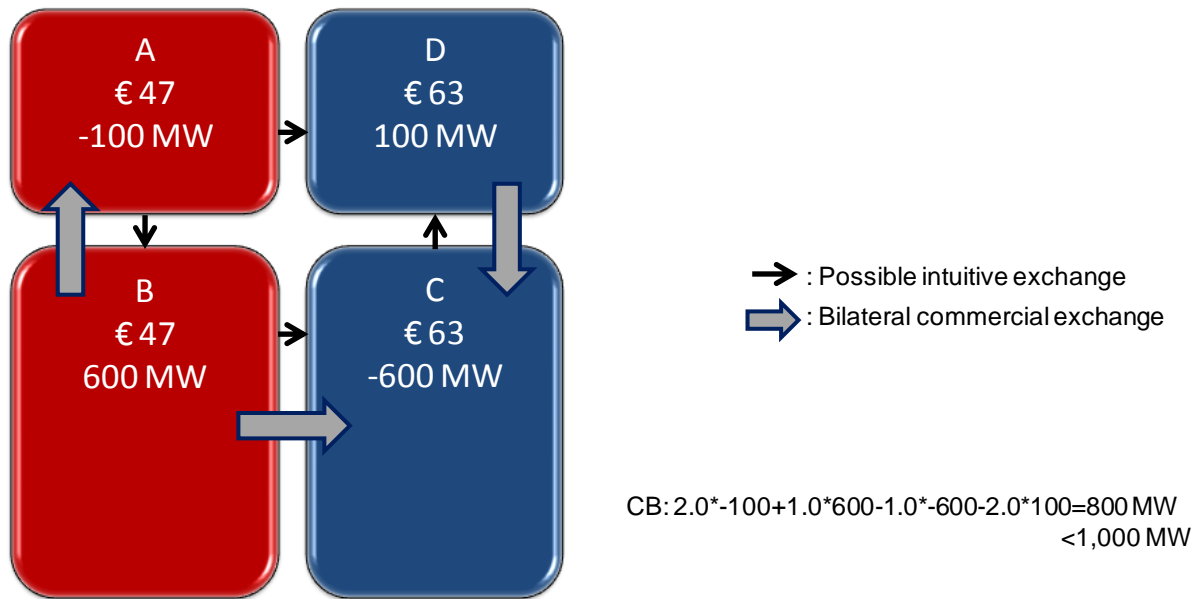 A
€ 47
-100 MW
D
€ 63
100 MW
B
€ 47
600 MW
C
€ 63
-600 MW
: Possible intuitive exchange
: Bilateral commercial exchange
CB: 2.0*-100+1.0*600-1.0*-600-2.0*100=800 MW
<1,000 MW